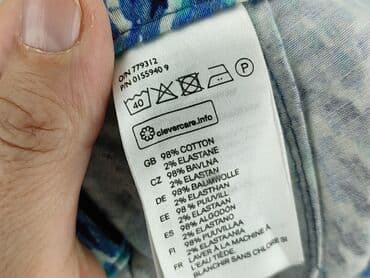 O/N 779312
P/N 0155940 9
40 P
clevercare.info
GB 98% COTTON
2% ELASTANE
CZ 98% BAVLNA
2% ELASTAN
DE 98% BAUMWOLLE
2% ELASTHAN
EE 98% PUUVILL
2% ELASTAAN
ES 98% ALGODÓN
2% ELASTANO
FI 98% PUUVILLAA
2% ELASTAANIA
FR LAVER À LA MACHINE À
L'EAU TIÈDE.
BLANCHIR SANS CHLORE SI